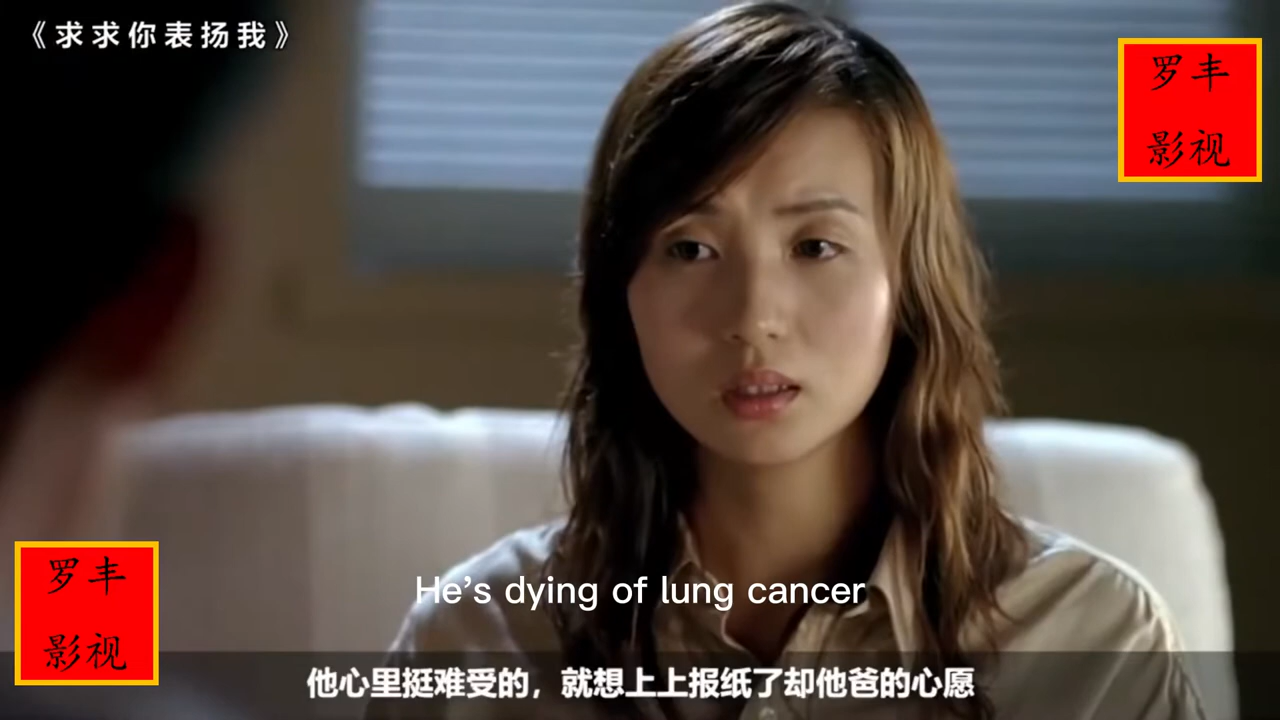 《求求你表扬我》
罗丰
影视
罗丰
影视
He's dying of lung cancer
他心里挺难受的，就想上上报纸了却他爸的心愿